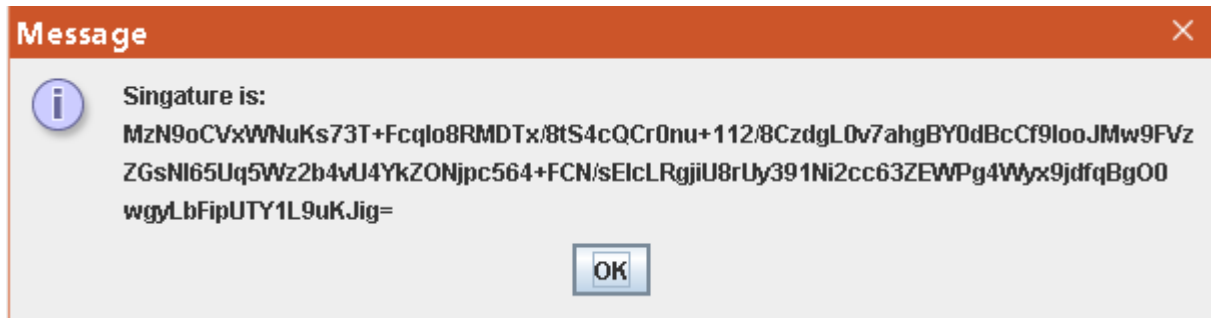 Message
Singature is:
MzN9oCVxWNuKs73T+Fcqlo8RMDTx/8tS4cQCr0nu+112/8CzdgL0v7ahgBY0dBcCf9looJMw9FVz
ZGsNl65Uq5Wz2b4vU4YkZONjpc564+FCN/sElcLRgjiU8rUy391Ni2cc63ZEWPg4Wyx9jdfqBgO0
wgyLbFipUTY1L9uKJig=
OK